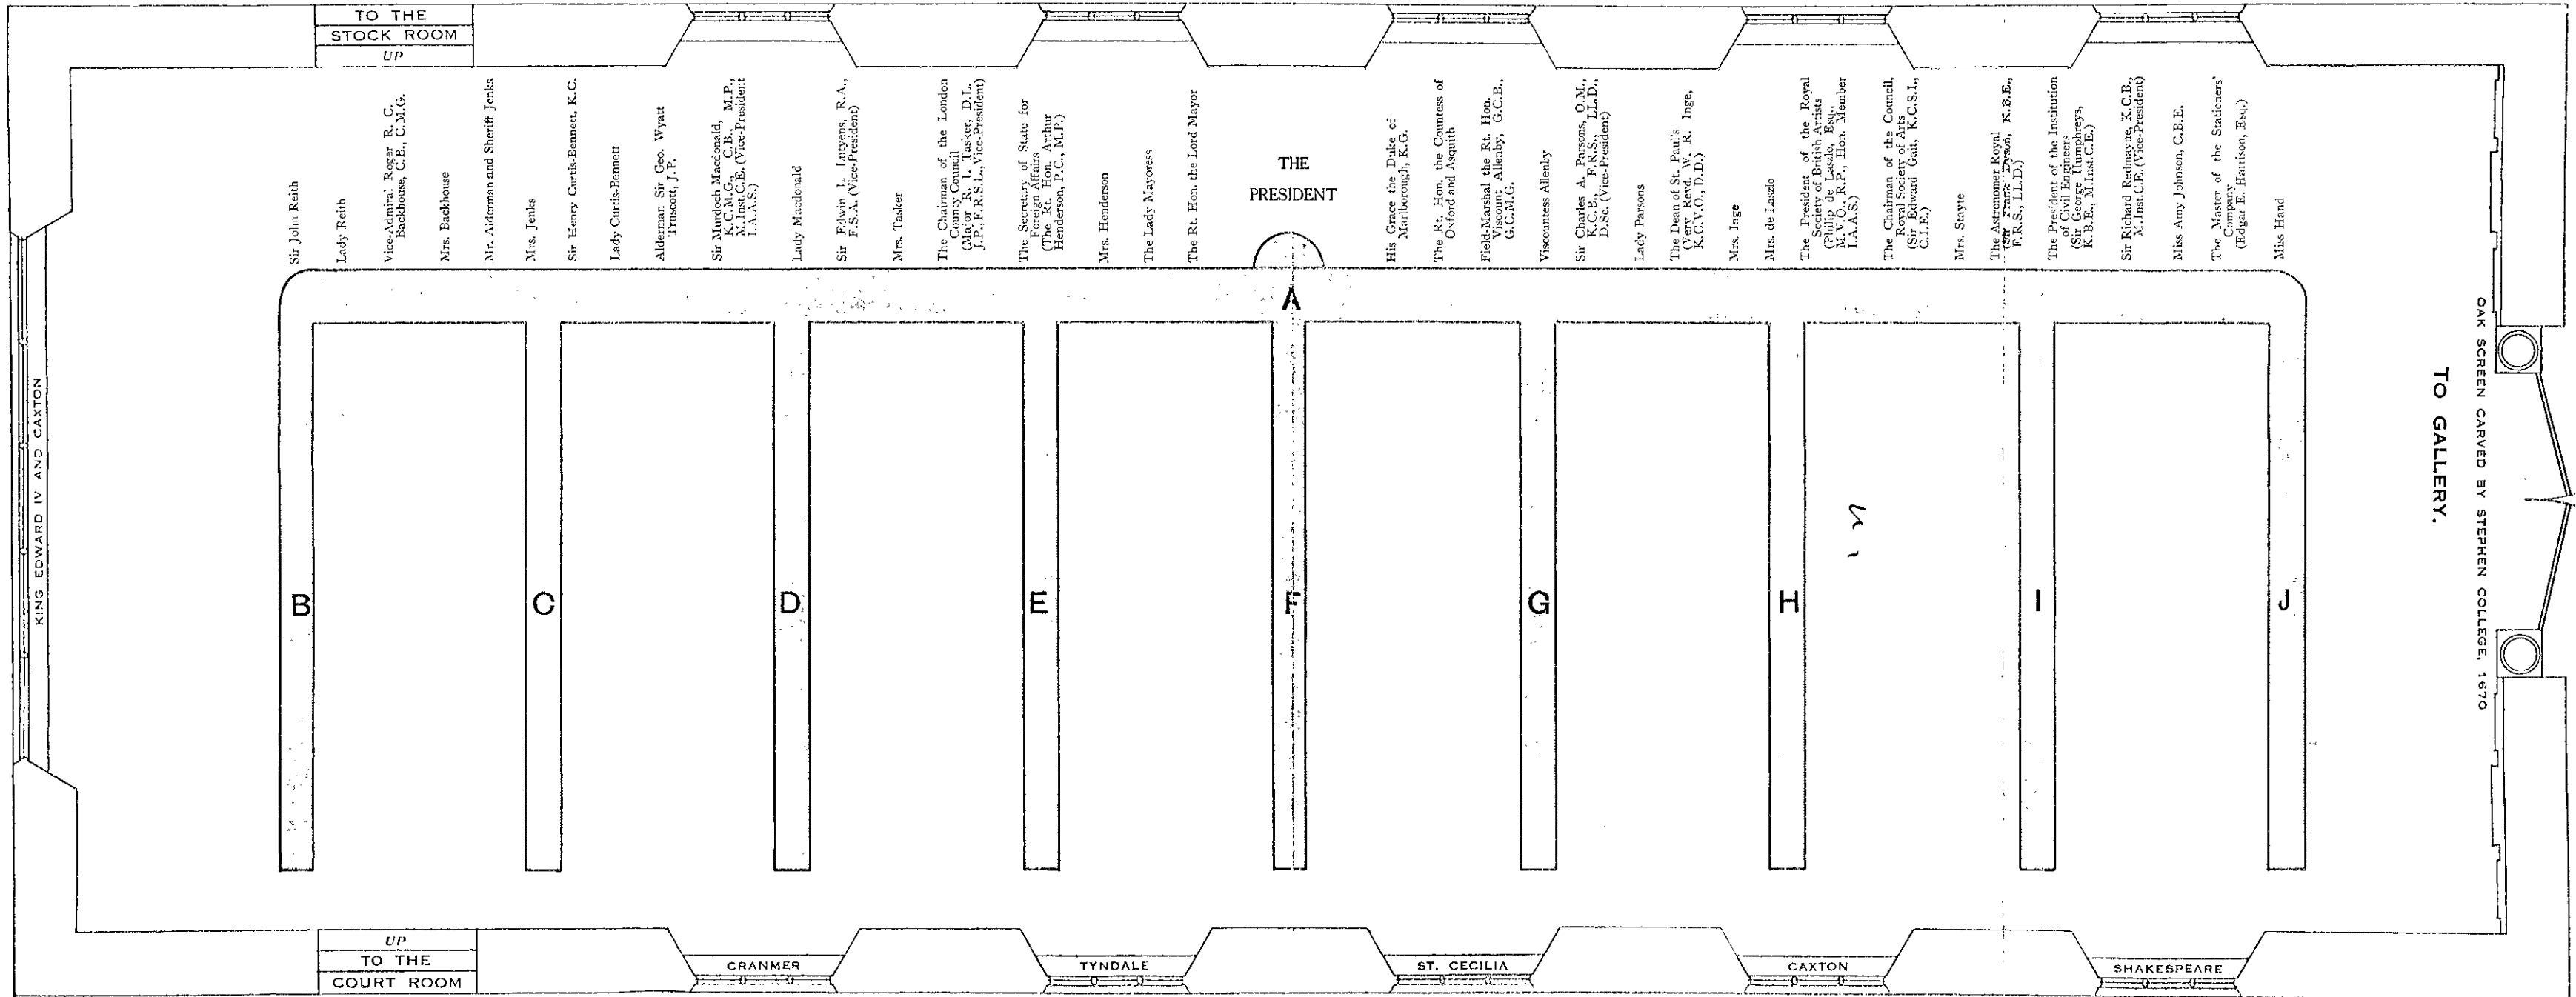 TO THE
STOCK ROOM
UP
Sir John Reith
Lady Reith
Vice-Admiral Roger R. C.
Backhouse, C.B., C.M.G.
Mrs. Backhouse
Mr. Alderman and Sheriff Jenks
Mrs. Jenks
Sir Henry Curtis-Bennett, K.C.
Lady Curtis-Bennett
Alderman Sir Geo. Wyatt
Truscott, J.P.
Sir Murdoch Macdonald,
K.C.M.G., C.B., M.P.,
M.Inst.C.E. (Vice-President
I.A.A.S.)
Lady Macdonald
Sir Edwin L. Lutyens, R.A.,
F.S.A. (Vice-President)
Mrs. Tasker
The Chairman of the London
County Council
(Major R. I. Tasker, D.L.
J.P., F.R.S.L., Vice-President)
The Secretary of State for
Foreign Affairs
(The Rt. Hon. Arthur
Henderson, P.C., M.P.)
Mrs. Henderson
The Lady Mayoress
The Rt. Hon. the Lord Mayor
THE
PRESIDENT
His Grace the Duke of
Marlborough, K.G.
The Rt. Hon. the Countess of
Oxford and Asquith
Field-Marshal the Rt. Hon.
Viscount Allenby, G.C.B.,
G.C.M.G.
Viscountess Allenby
Sir Charles A. Parsons, O.M.,
K.C.B., F.R.S., LL.D.,
D.Sc. (Vice-President)
Lady Parsons
The Dean of St. Paul's
(Very Revd. W. R. Inge,
K.C.V.O., D.D.)
Mrs. Inge
Mrs. de Laszlo
The President of the Royal
Society of British Artists
(Philip de Laszlo, Esq.,
M.V.O., R.P., Hon. Member
I.A.A.S.)
The Chairman of the Council,
Royal Society of Arts
(Sir Edward Gait, K.C.S.I.,
C.I.E.)
Mrs. Stayte
The Astronomer Royal
(Sir Frank Dyson, K.B.E.,
F.R.S., LL.D.)
The President of the Institution
of Civil Engineers
(Sir George Humphreys,
K.B.E., M.Inst.C.E.)
Sir Richard Redmayne, K.C.B.,
M.Inst.C.E. (Vice-President)
Miss Amy Johnson, C.B.E.
The Master of the Stationers'
Company
(Edgar E. Harrison, Esq.)
Miss Hand
A
KING EDWARD IV AND CAXTON
B
C
D
E
F
G
H
I
J
TO GALLERY.
OAK SCREEN CARVED BY STEPHEN COLLEGE, 1670
UP
TO THE
COURT ROOM
CRANMER
TYNDALE
ST. CECILIA
CAXTON
SHAKESPEARE